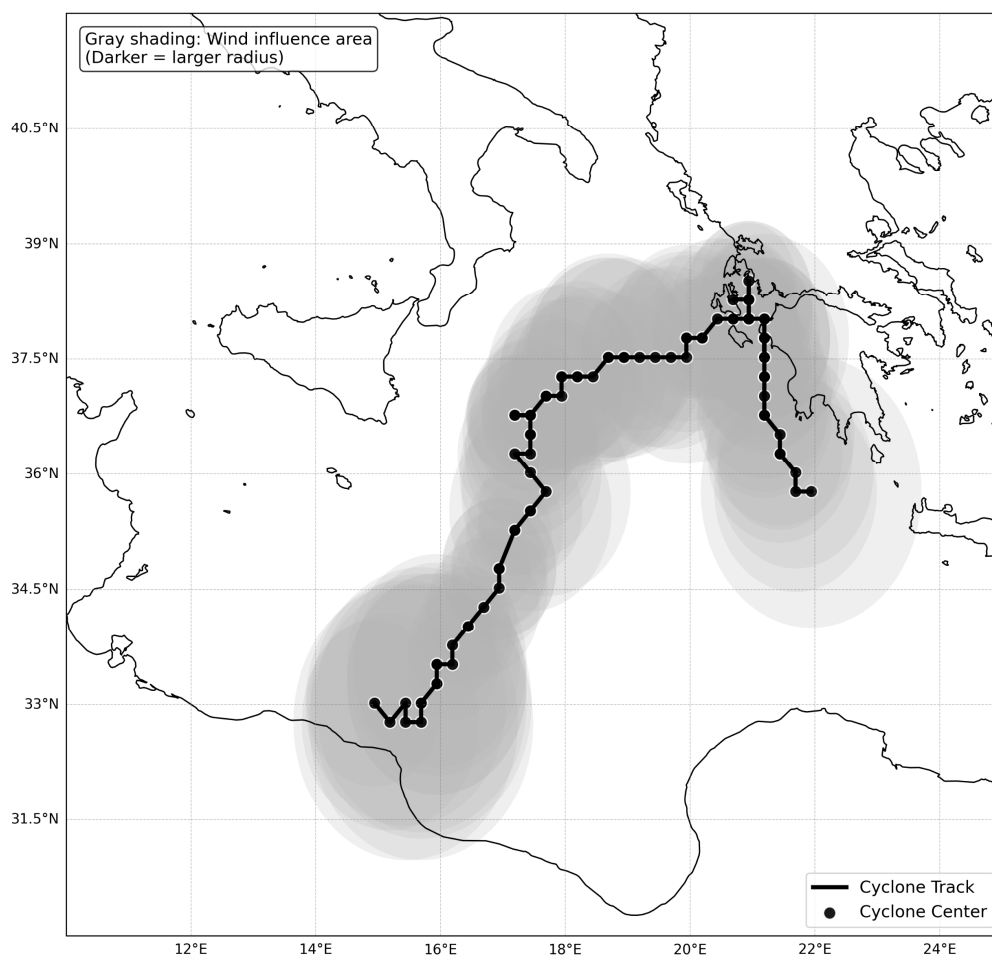 Gray shading: Wind influence area
(Darker = larger radius)
40.5°N
39°N
37.5°N
36°N
34.5°N
33°N
31.5°N
Cyclone Track
Cyclone Center
12°E
14°E
16°E
18°E
20°E
22°E
24°E